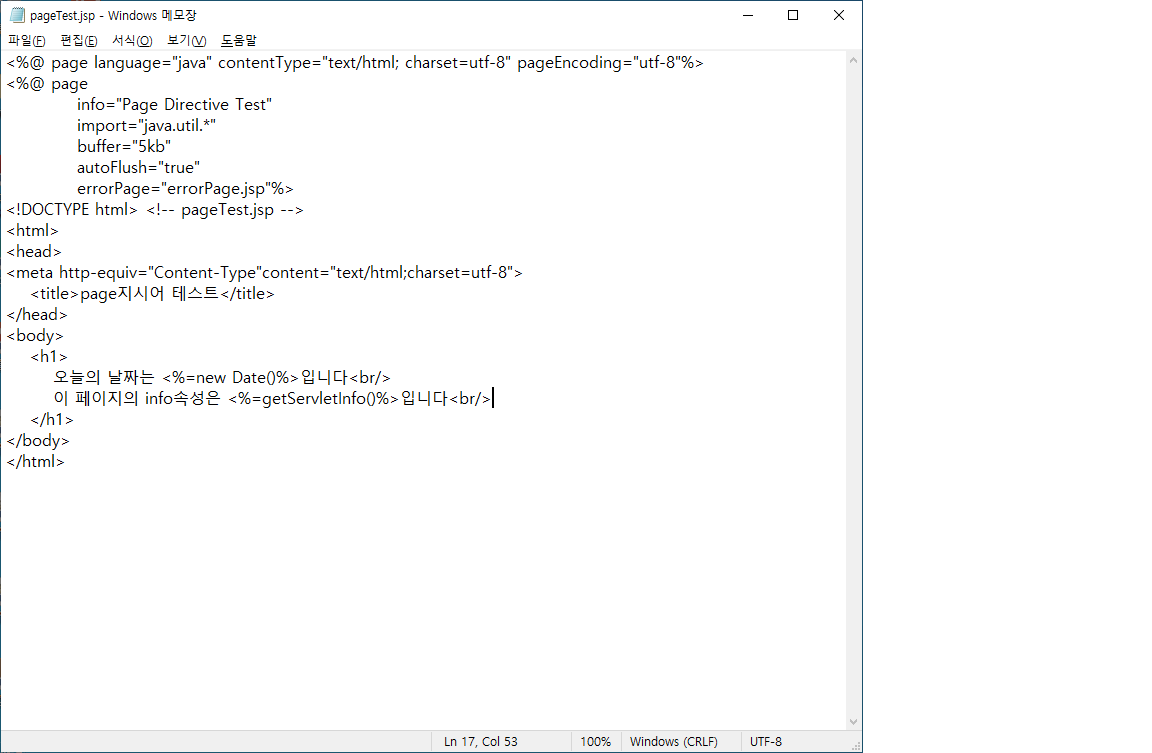 pageTest.jsp - Windows 메모장
파일(F) 편집(E) 서식(O) 보기(V) 도움말
<%@ page language="java" contentType="text/html; charset=utf-8" pageEncoding="utf-8"%>
<%@ page
info="Page Directive Test"
import="java.util.*"
buffer="5kb"
autoFlush="true"
errorPage="errorPage.jsp"%>
<!DOCTYPE html> <!-- pageTest.jsp -->
<html>
<head>
<meta http-equiv="Content-Type"content="text/html;charset=utf-8">
<title>page지시어 테스트</title>
</head>
<body>
<h1>
오늘의 날짜는 <%=new Date()%>입니다<br/>
이 페이지의 info속성은 <%=getServletInfo()%>입니다<br/>
</h1>
</body>
</html>
Ln 17, Col 53 100% Windows (CRLF) UTF-8